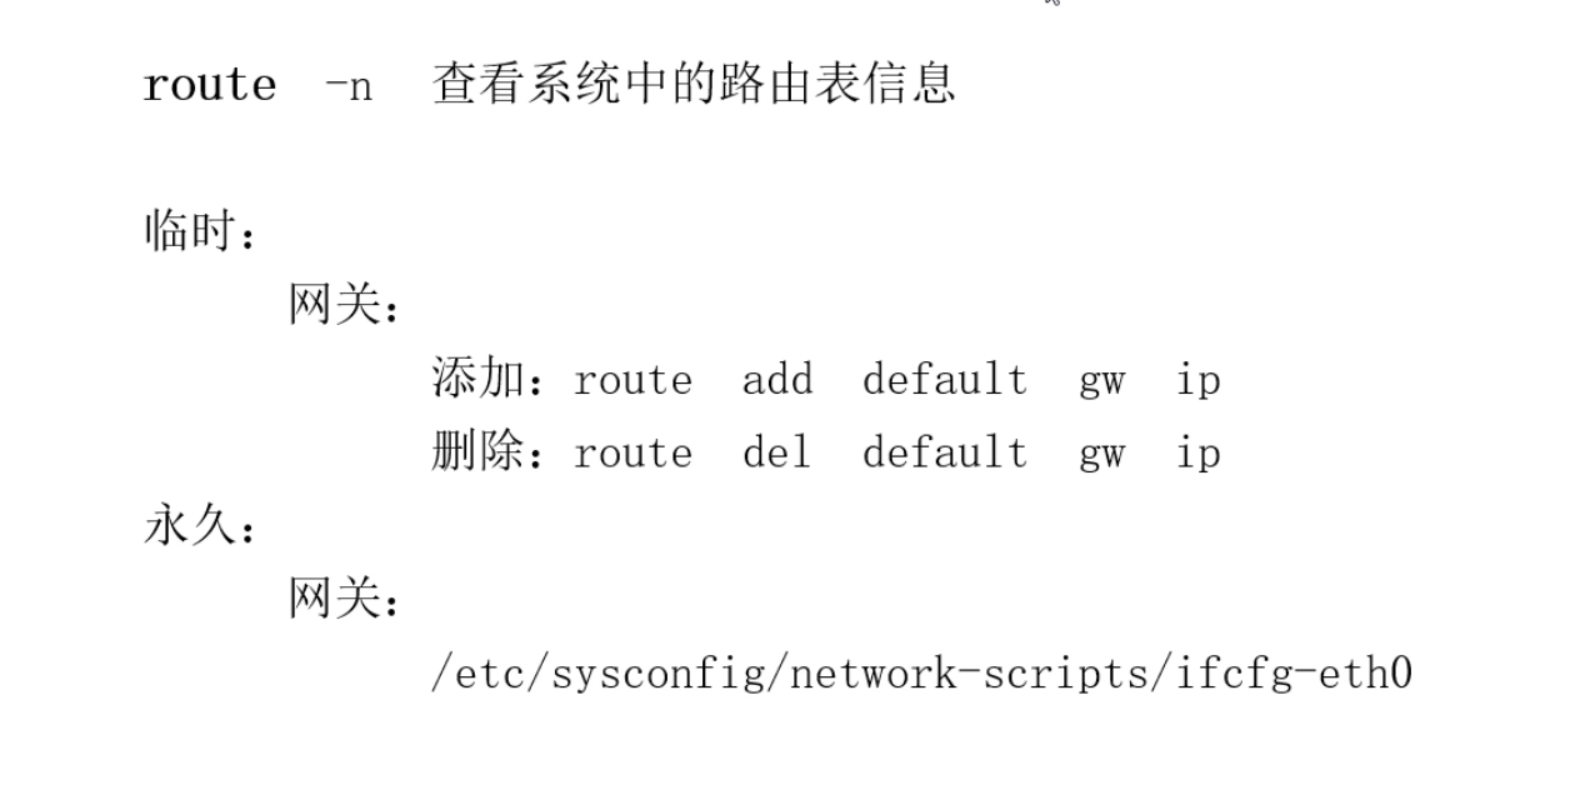 route -n 查看系统中的路由表信息
临时：
网关：
添加：route add default gw ip
删除：route del default gw ip
永久：
网关：
/etc/sysconfig/network-scripts/ifcfg-eth0